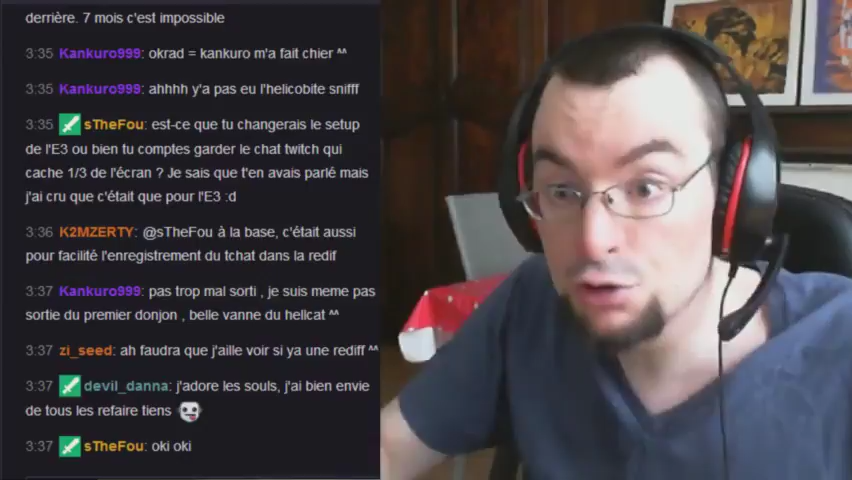 derrière. 7 mois c'est impossible
3:35 Kankuro999: okrad = kankuro m'a fait chier ^^
3:35 Kankuro999: ahhhh y'a pas eu l'helicobite snifff
3:35 sTheFou: est-ce que tu changerais le setup
de l'E3 ou bien tu comptes garder le chat twitch qui
cache 1/3 de l'écran ? Je sais que t'en avais parlé mais
j'ai cru que c'était que pour l'E3 :d
3:36 K2MZERTY: @sTheFou à la base, c'était aussi
pour facilité l'enregistrement du tchat dans la redif
3:37 Kankuro999: pas trop mal sorti , je suis meme pas
sortie du premier donjon , belle vanne du hellcat ^^
3:37 zi_seed: ah faudra que j'aille voir si ya une rediff ^^
3:37 devil_danna: j'adore les souls, j'ai bien envie
de tous les refaire tiens
3:37 sTheFou: oki oki